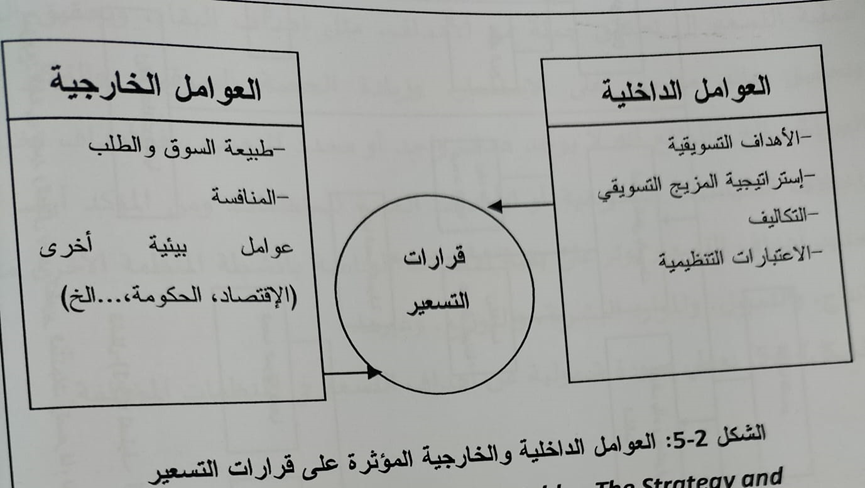 العوامل الداخلية
-الأهداف التسويقية
-إستراتيجية المزيج التسويقي
-التكاليف
-الاعتبارات التنظيمية
قرارات
التسعير
العوامل الخارجية
-طبيعة السوق والطلب
-المنافسة
عوامل بيئية أخرى
(الإقتصاد، الحكومة،...الخ)
الشكل 2-5: العوامل الداخلية والخارجية المؤثرة على قرارات التسعير
The Strategy and